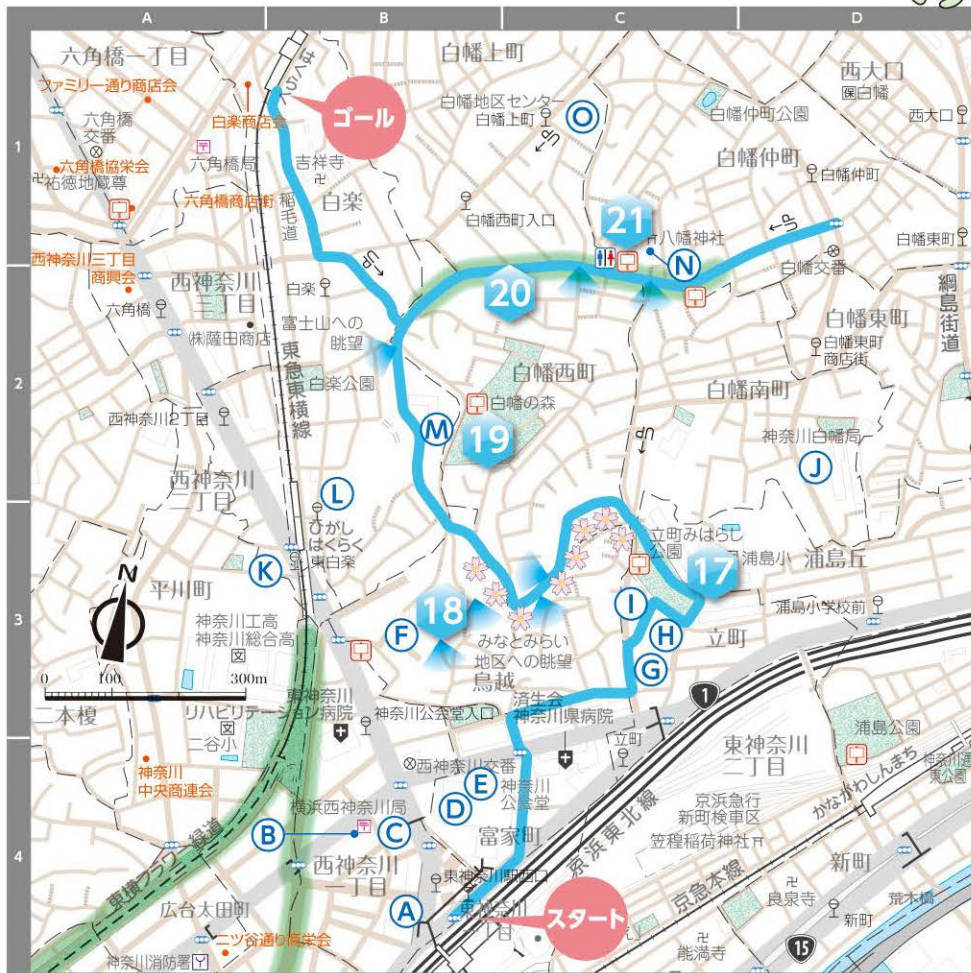 A
B
C
D
1
2
3
4
六角橋一丁目
ファミリー通り商店会
六角橋
交番
六角橋協栄会
祐徳地蔵尊
白楽商店会
六角橋局
六角橋商店街
西神奈川三丁目
商興会
六角橋
西神奈川
三丁目
(株)薩田商店
西神奈川2丁目
西神奈川
二丁目
はくらく
ゴール
吉祥寺
稲毛道
白楽
UP
白楽
富士山への
眺望
東急東横線
白楽公園
白幡上町
白幡地区センター
白幡上町
UP
O
白幡西町入口
21
八幡神社
N
20
白幡西町
白幡の森
19
M
UP
白幡仲町公園
白幡仲町
白幡仲町
西大口
保白幡
西大口
UP
白幡交番
白幡東町
綱島街道
白幡東町
白幡東町
商店街
白幡南町
神奈川白幡局
J
L
ひがし
はくらく
東白楽
K
平川町
N
神奈川工高
神奈川総合高
文
0
100
300m
二本榎
東神奈川
リハビリテーション病院
文
二谷小
神奈川
中央商連会
東横フラワー緑道
広台太田町
二ツ谷通り商栄会
神奈川消防署
立町みはらし
公園
17
浦島小
浦島丘
浦島小学校前
18
F
I
H
G
立町
みなとみらい
地区への眺望
鳥越
済生会
神奈川県病院
神奈川公会堂入口
立町
1
西神奈川交番
E
D
神奈川
公会堂
横浜西神奈川局
B
C
富家町
西神奈川
一丁目
東神奈川駅西口
A
スタート
京浜東北線
東神奈川
二丁目
浦島公園
京浜急行
新町検車区
かながわしんまち
笠䅣稲荷神社
京急本線
新町
良泉寺
能満寺
新町
荒木橋
15